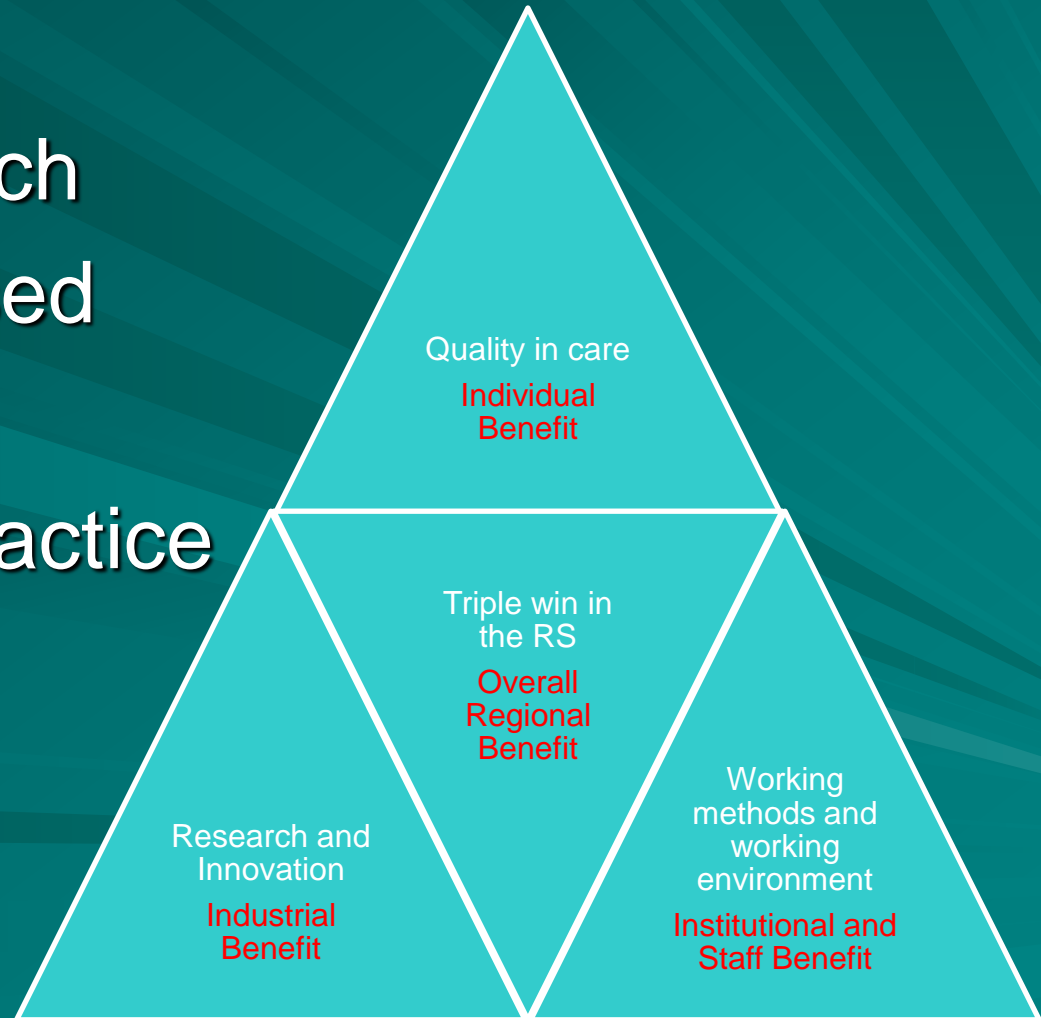 ch
ed
actice
Quality in care
Individual
Benefit
Triple win in
the RS
Overall
Regional
Benefit
Research and
Innovation
Industrial
Benefit
Working
methods and
working
environment
Institutional and
Staff Benefit